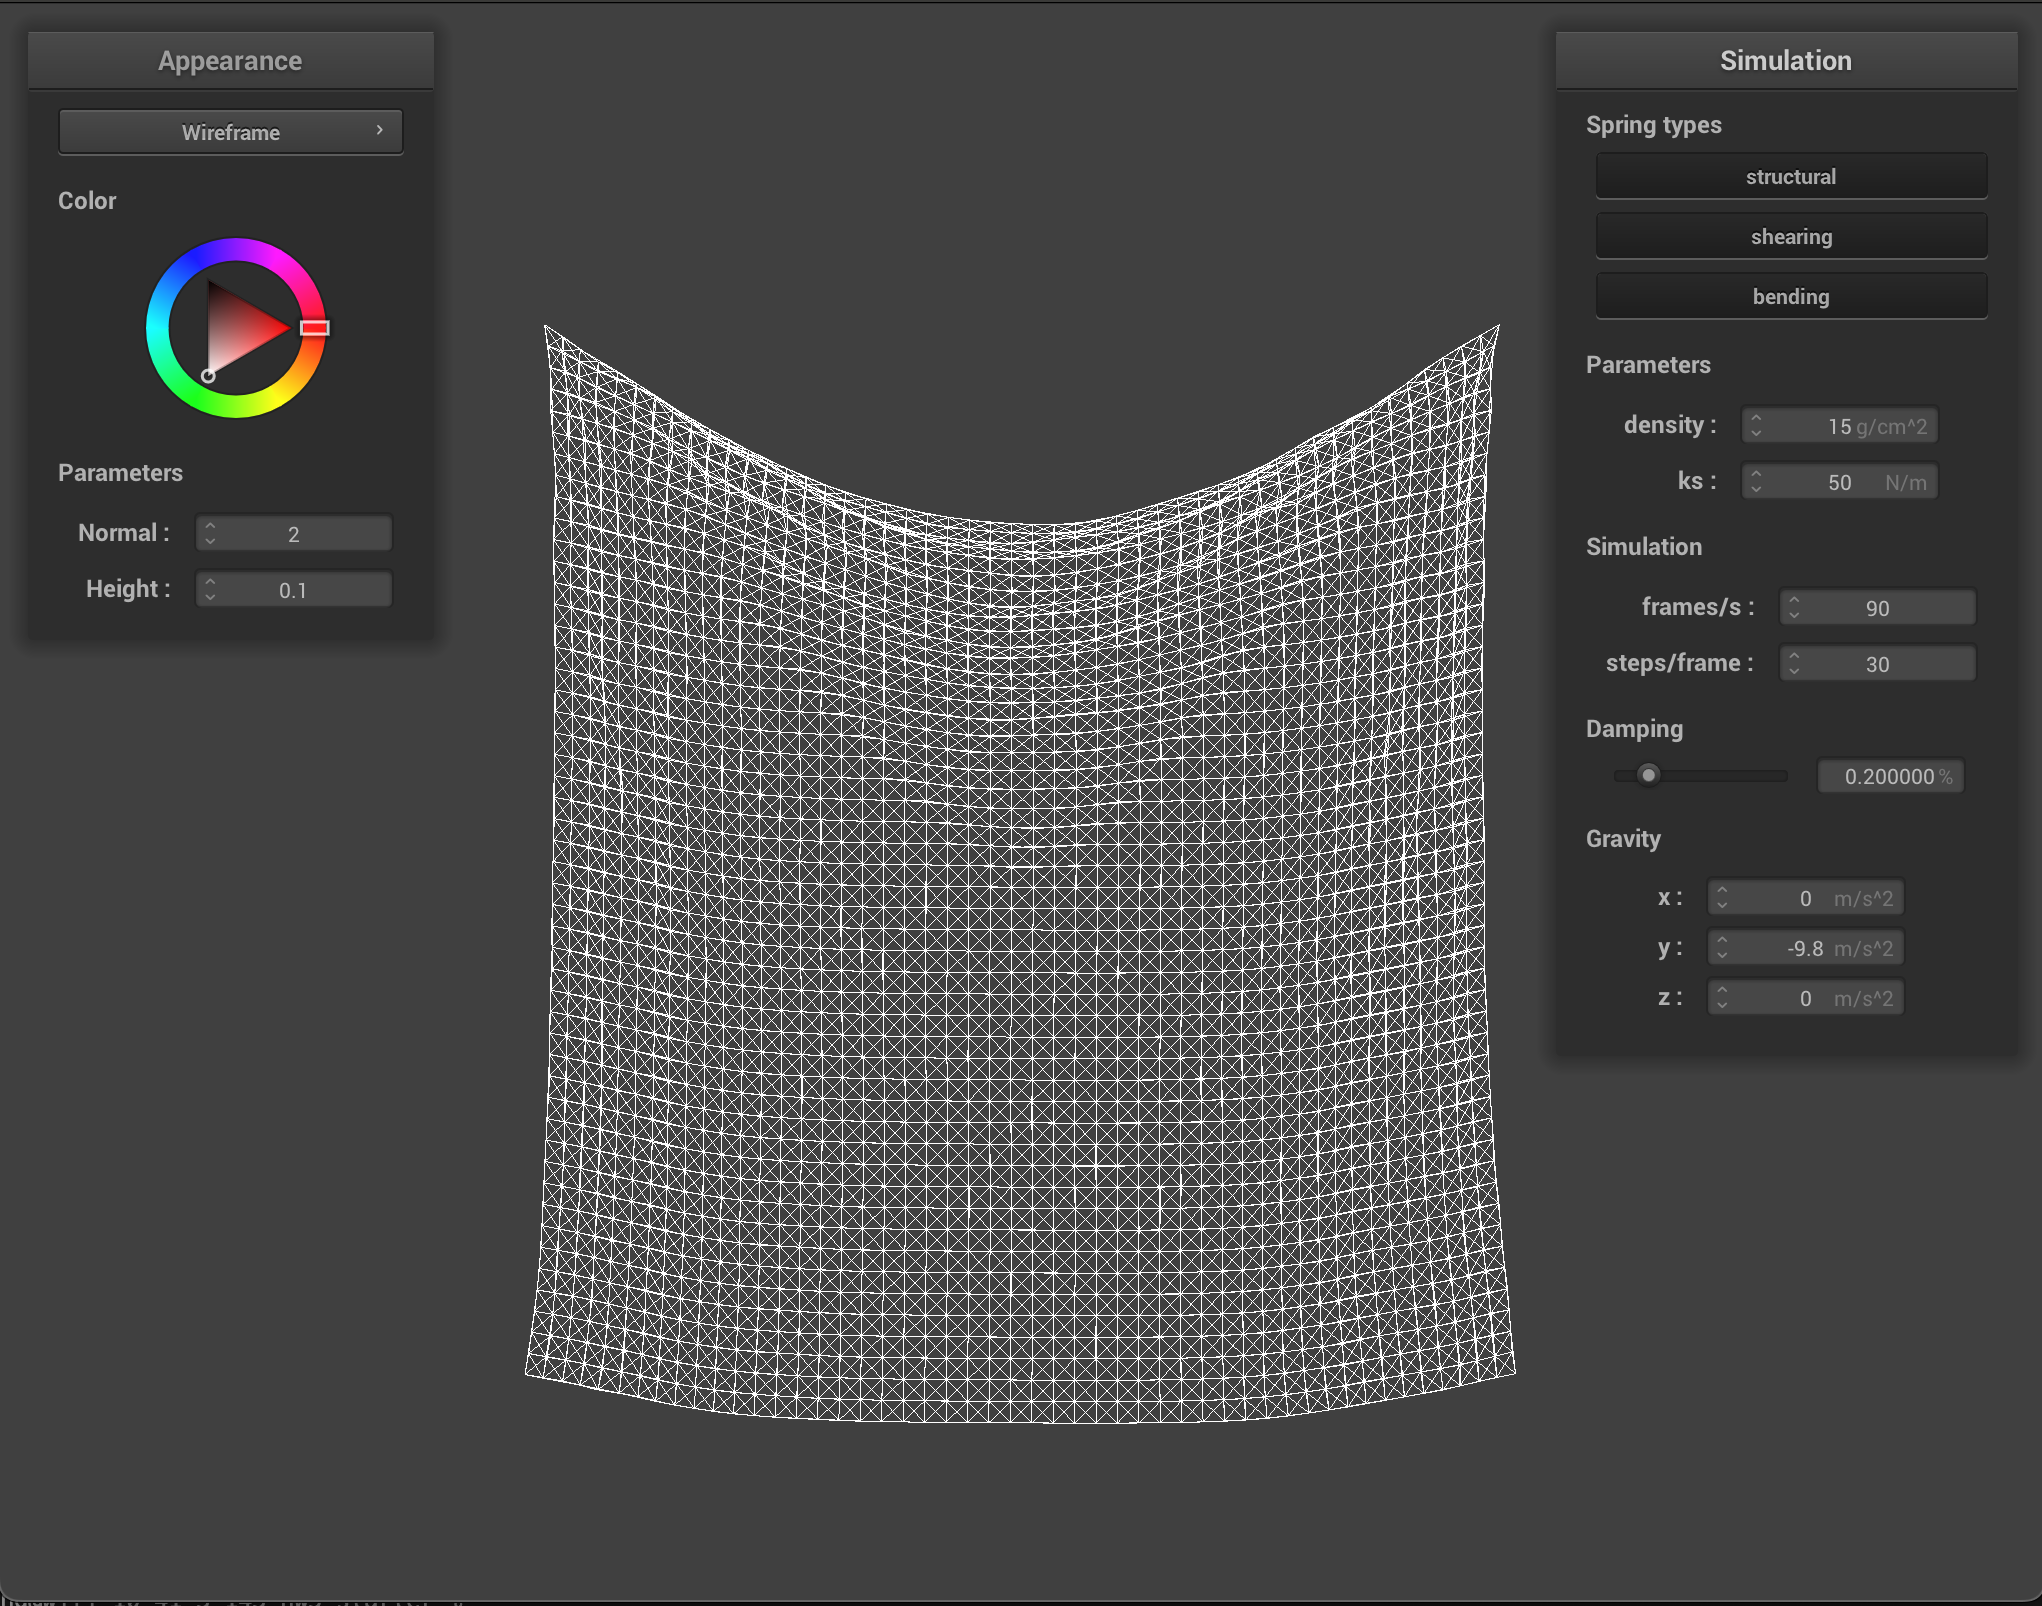 Appearance
Wireframe
Color
Parameters
Normal : 2
Height : 0.1
Simulation
Spring types
structural
shearing
bending
Parameters
density : 15 g/cm^2
ks : 50 N/m
Simulation
frames/s : 90
steps/frame : 30
Damping
0.200000 %
Gravity
x : 0 m/s^2
y : -9.8 m/s^2
z : 0 m/s^2